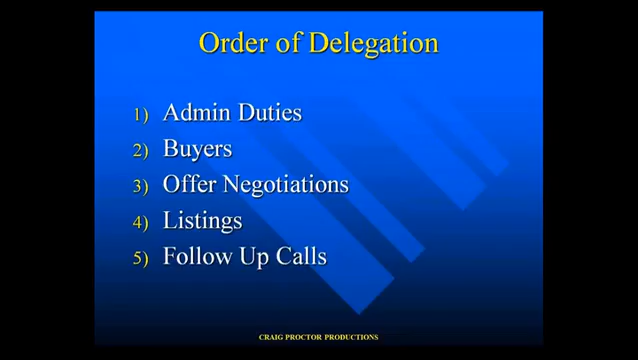 Order of Delegation
1) Admin Duties
2) Buyers
3) Offer Negotiations
4) Listings
5) Follow Up Calls
CRAIG PROCTOR PRODUCTIONS